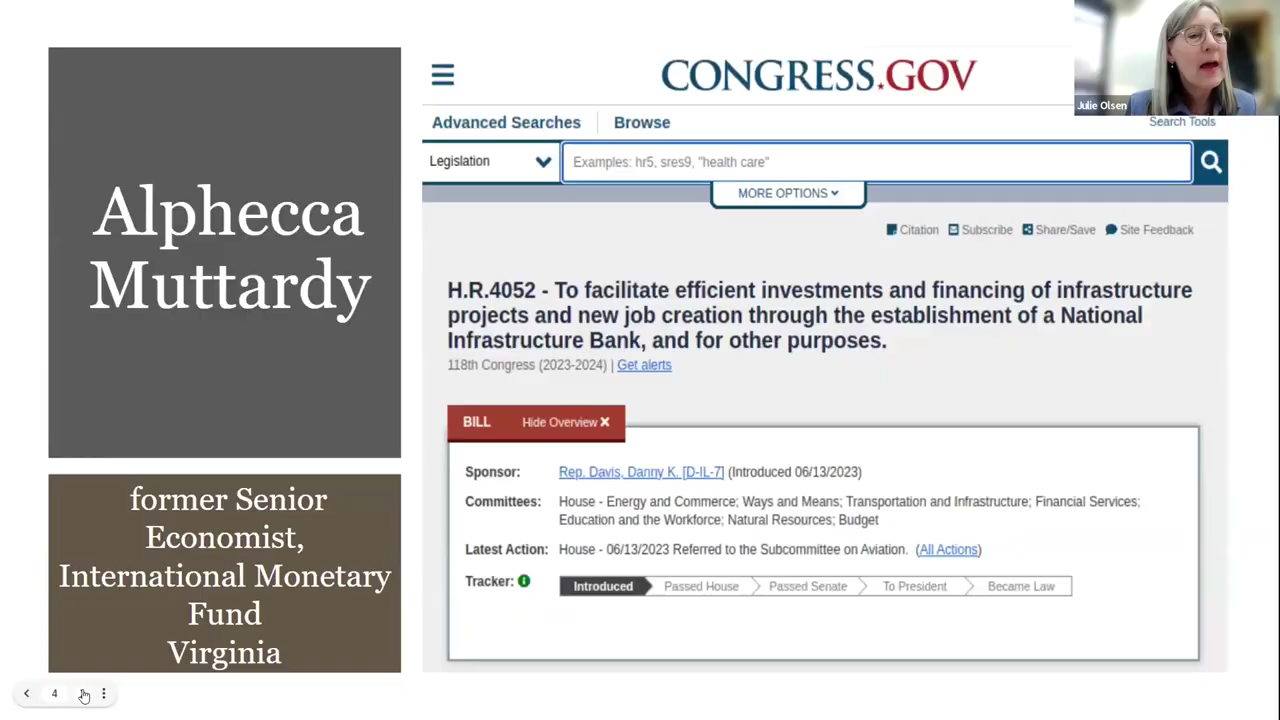 Alphecca
Muttardy
former Senior
Economist,
International Monetary
Fund
Virginia
CONGRESS.GOV
Julie Olsen
Advanced Searches
Browse
Search Tools
Legislation
Examples: hr5, sres9, "health care"
MORE OPTIONS
Citation
Subscribe
Share/Save
Site Feedback
H.R.4052 - To facilitate efficient investments and financing of infrastructure
projects and new job creation through the establishment of a National
Infrastructure Bank, and for other purposes.
118th Congress (2023-2024) | Get alerts
BILL
Hide Overview ×
Sponsor: Rep. Davis, Danny K. [D-IL-7] (Introduced 06/13/2023)
Committees: House - Energy and Commerce; Ways and Means; Transportation and Infrastructure; Financial Services;
Education and the Workforce; Natural Resources; Budget
Latest Action: House - 06/13/2023 Referred to the Subcommittee on Aviation. (All Actions)
Tracker: Introduced Passed House Passed Senate To President Became Law
4